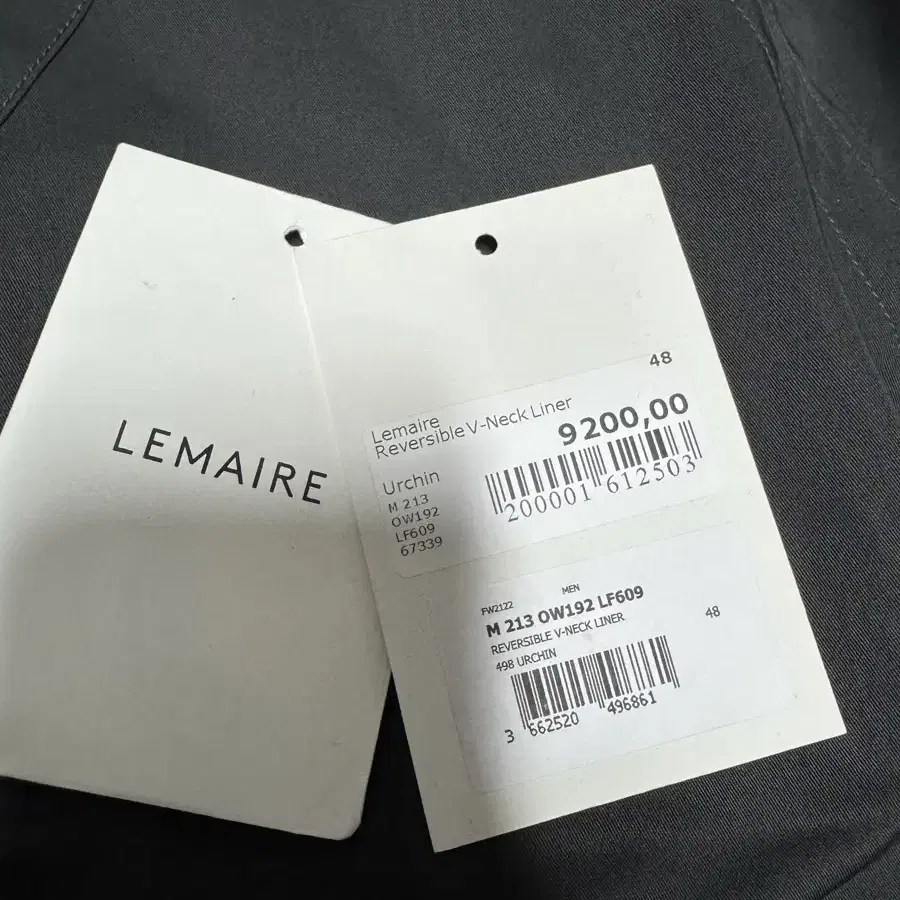 LEMAIRE
48
Lemaire
Reversible V-Neck Liner
9200,00
Urchin
M 213
OW192
LF609
67339
200001 612503
FW2122 MEN
M 213 OW192 LF609
REVERSIBLE V-NECK LINER 48
498 URCHIN
3 662520 496861